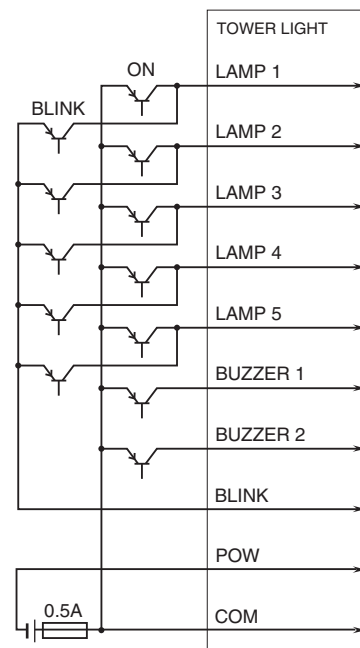 TOWER LIGHT
ON
LAMP 1
BLINK
LAMP 2
LAMP 3
LAMP 4
LAMP 5
BUZZER 1
BUZZER 2
BLINK
POW
0.5A
COM